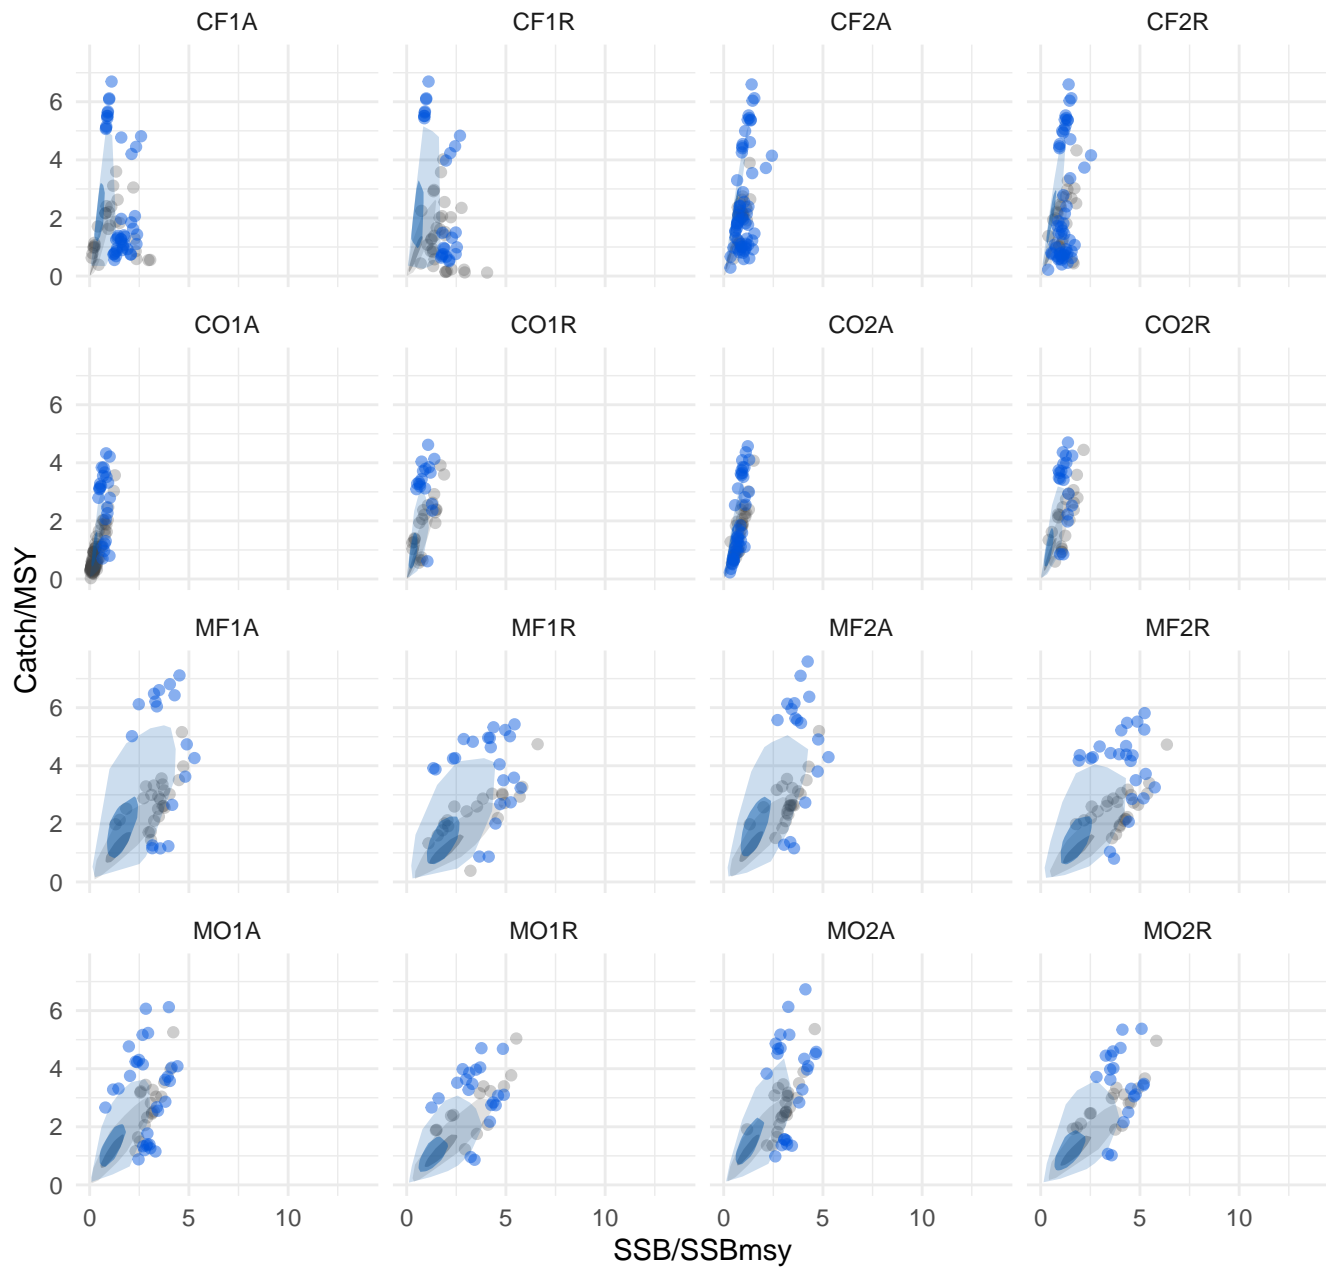 CF1A CF1R CF2A CF2R
6
4
2
0
CO1A CO1R CO2A CO2R
6
4
2
0
Catch/MSY
MF1A MF1R MF2A MF2R
6
4
2
0
MO1A MO1R MO2A MO2R
6
4
2
0
0 5 10 0 5 10 0 5 10 0 5 10
SSB/SSBmsy